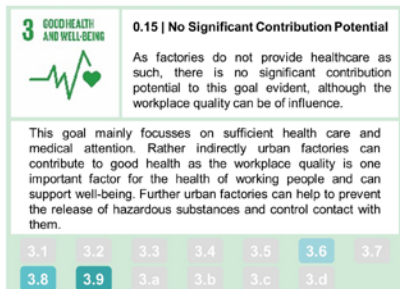 3 GOOD HEALTH
AND WELL-BEING
0.15 | No Significant Contribution Potential
As factories do not provide healthcare as
such, there is no significant contribution
potential to this goal evident, although the
workplace quality can be of influence.
This goal mainly focusses on sufficient health care and
medical attention. Rather indirectly urban factories can
contribute to good health as the workplace quality is one
important factor for the health of working people and can
support well-being. Further urban factories can help to prevent
the release of hazardous substances and control contact with
them.
3.1 3.2 3.3 3.4 3.5 3.6 3.7
3.8 3.9 3.a 3.b 3.c 3.d